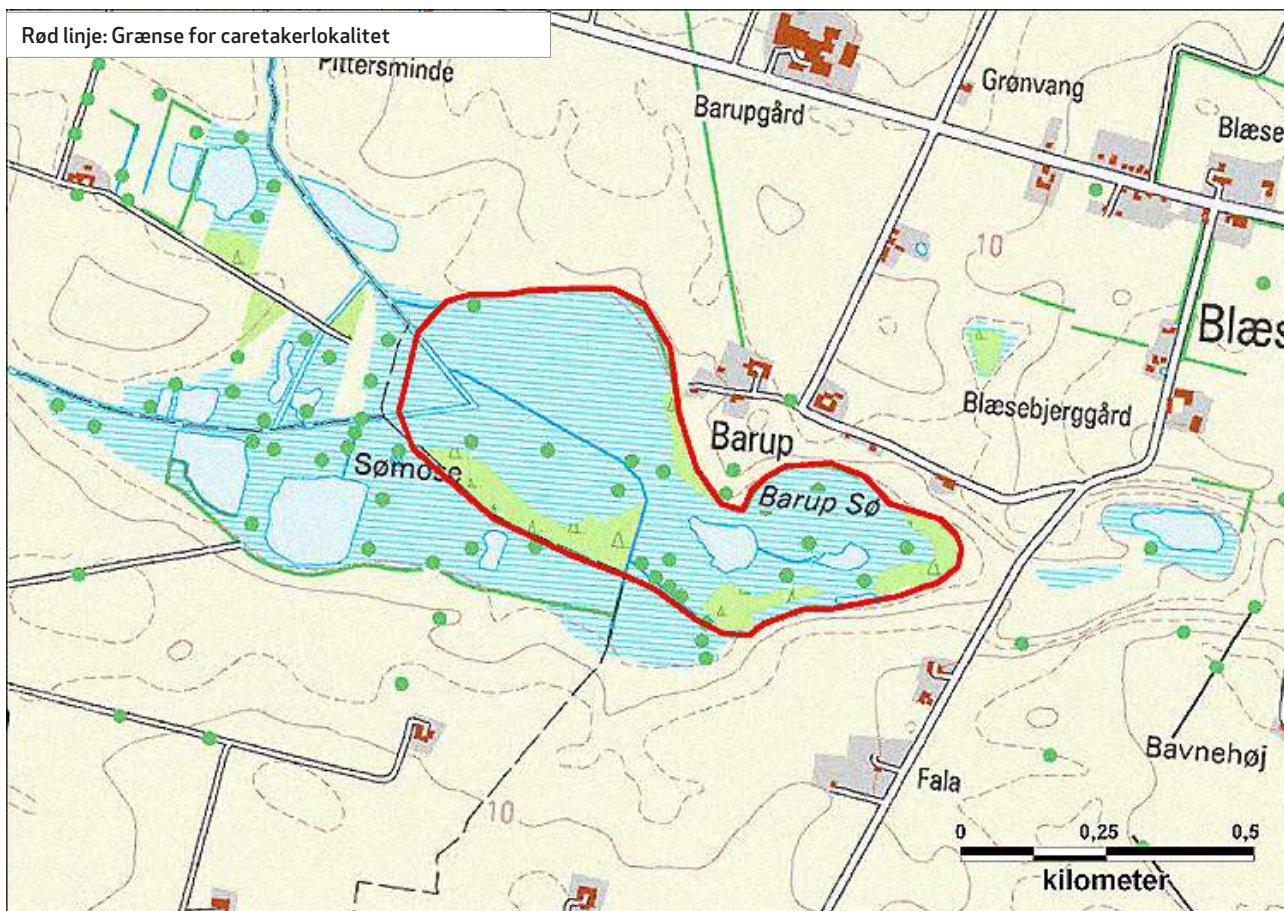 Rød linje: Grænse for caretakerlokalitet
Pittersminde
Barupgård
Grønvang
Blæse
10
Blæs
Blæsebjerggård
Barup
Barup Sø
Sømose
Bavnehøj
Fala
10
0 0,25 0,5
kilometer